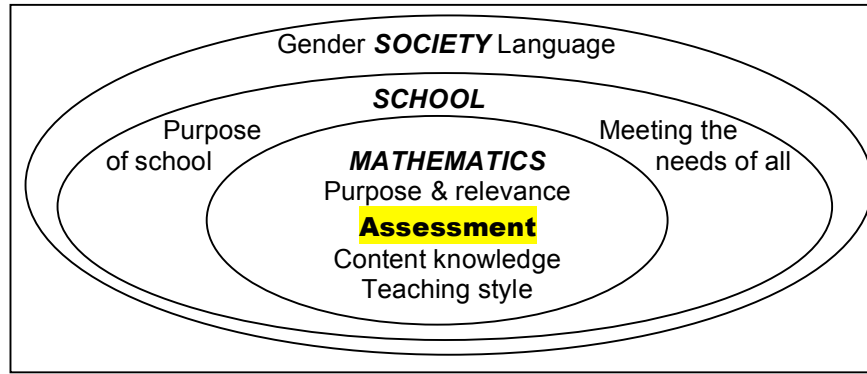 Gender SOCIETY Language
SCHOOL
Purpose
of school
Meeting the
needs of all
MATHEMATICS
Purpose & relevance
Assessment
Content knowledge
Teaching style